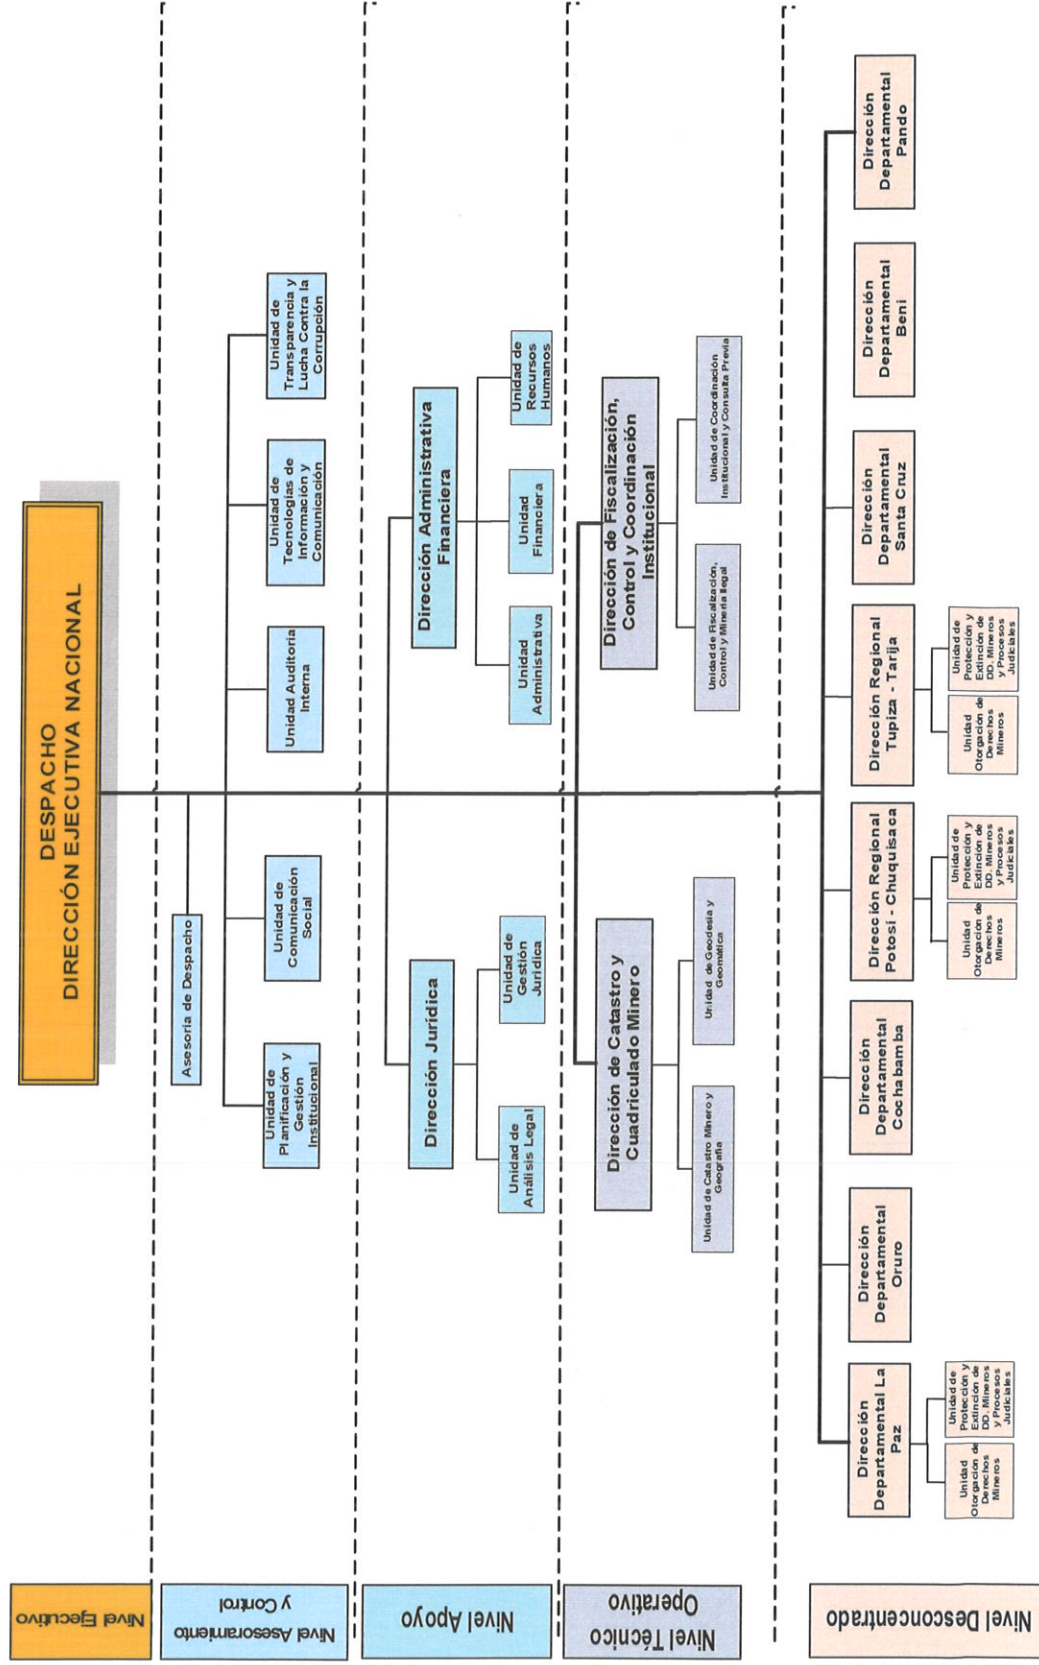 DESPACHO
DIRECCIÓN EJECUTIVA NACIONAL
Nivel Ejecutivo
Asesoria de Despacho
Unidad de
Planificación y
Gestión
Institucional
Unidad de
Comunicación
Social
Unidad Auditoria
Interna
Unidad de
Tecnologías de
Información y
Comunicación
Unidad de
Transparencia y
Lucha Contra la
Corrupción
Nivel Asesoramiento
y Control
Dirección Jurídica
Unidad de
Análisis Legal
Unidad de
Gestión
Jurídica
Dirección Administrativa
Financiera
Unidad
Administrativa
Unidad
Financiera
Unidad de
Recursos
Humanos
Nivel Apoyo
Dirección de Catastro y
Cuadriculado Minero
Unidad de Catastro Minero y
Geografía
Unidad de Geodesia y
Geomática
Dirección de Fiscalización,
Control y Coordinación
Institucional
Unidad de Fiscalización,
Control y Mineria Ilegal
Unidad de Coordinación
Institucional y Consulta Previa
Nivel Técnico
Operativo
Dirección
Departamental La
Paz
Unidad
Otorgación de
Derechos
Mineros
Unidad de
Protección y
Extinción de
DD. Mineros
y Procesos
Judiciales
Dirección
Departamental
Oruro
Dirección
Departamental
Cochabamba
Dirección Regional
Potosí - Chuquisaca
Unidad
Otorgación de
Derechos
Mineros
Unidad de
Protección y
Extinción de
DD. Mineros
y Procesos
Judiciales
Dirección Regional
Tupiza - Tarija
Unidad
Otorgación de
Derechos
Mineros
Unidad de
Protección y
Extinción de
DD. Mineros
y Procesos
Judiciales
Dirección
Departamental
Santa Cruz
Dirección
Departamental
Beni
Dirección
Departamental
Pando
Nivel Desconcentrado